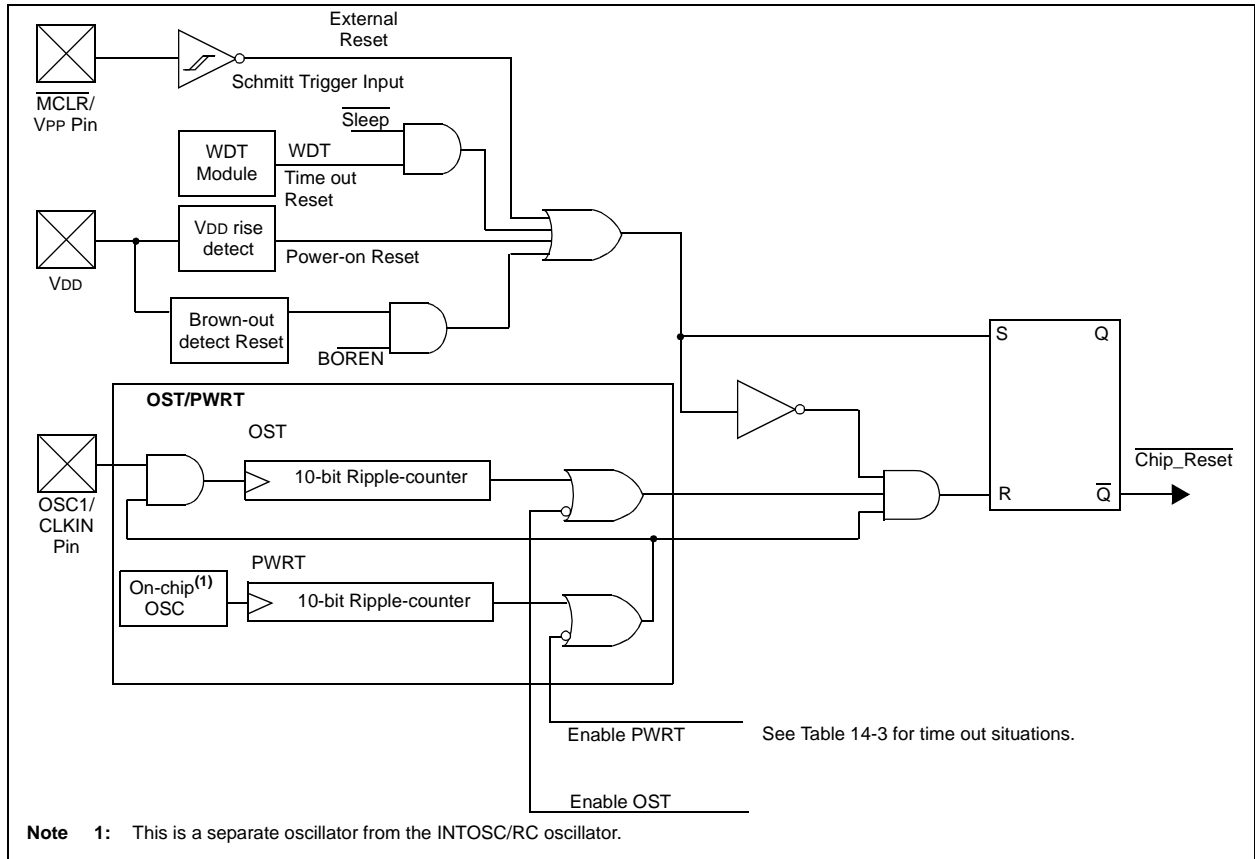 External
Reset
Schmitt Trigger Input
MCLR/
VPP Pin
Sleep
WDT
Module
WDT
Time out
Reset
VDD rise
detect
Power-on Reset
VDD
Brown-out
detect Reset
BOREN
S
Q
R
Q
Chip_Reset
OST/PWRT
OST
10-bit Ripple-counter
OSC1/
CLKIN
Pin
PWRT
On-chip(1)
OSC
10-bit Ripple-counter
Enable PWRT
See Table 14-3 for time out situations.
Enable OST
Note 1: This is a separate oscillator from the INTOSC/RC oscillator.